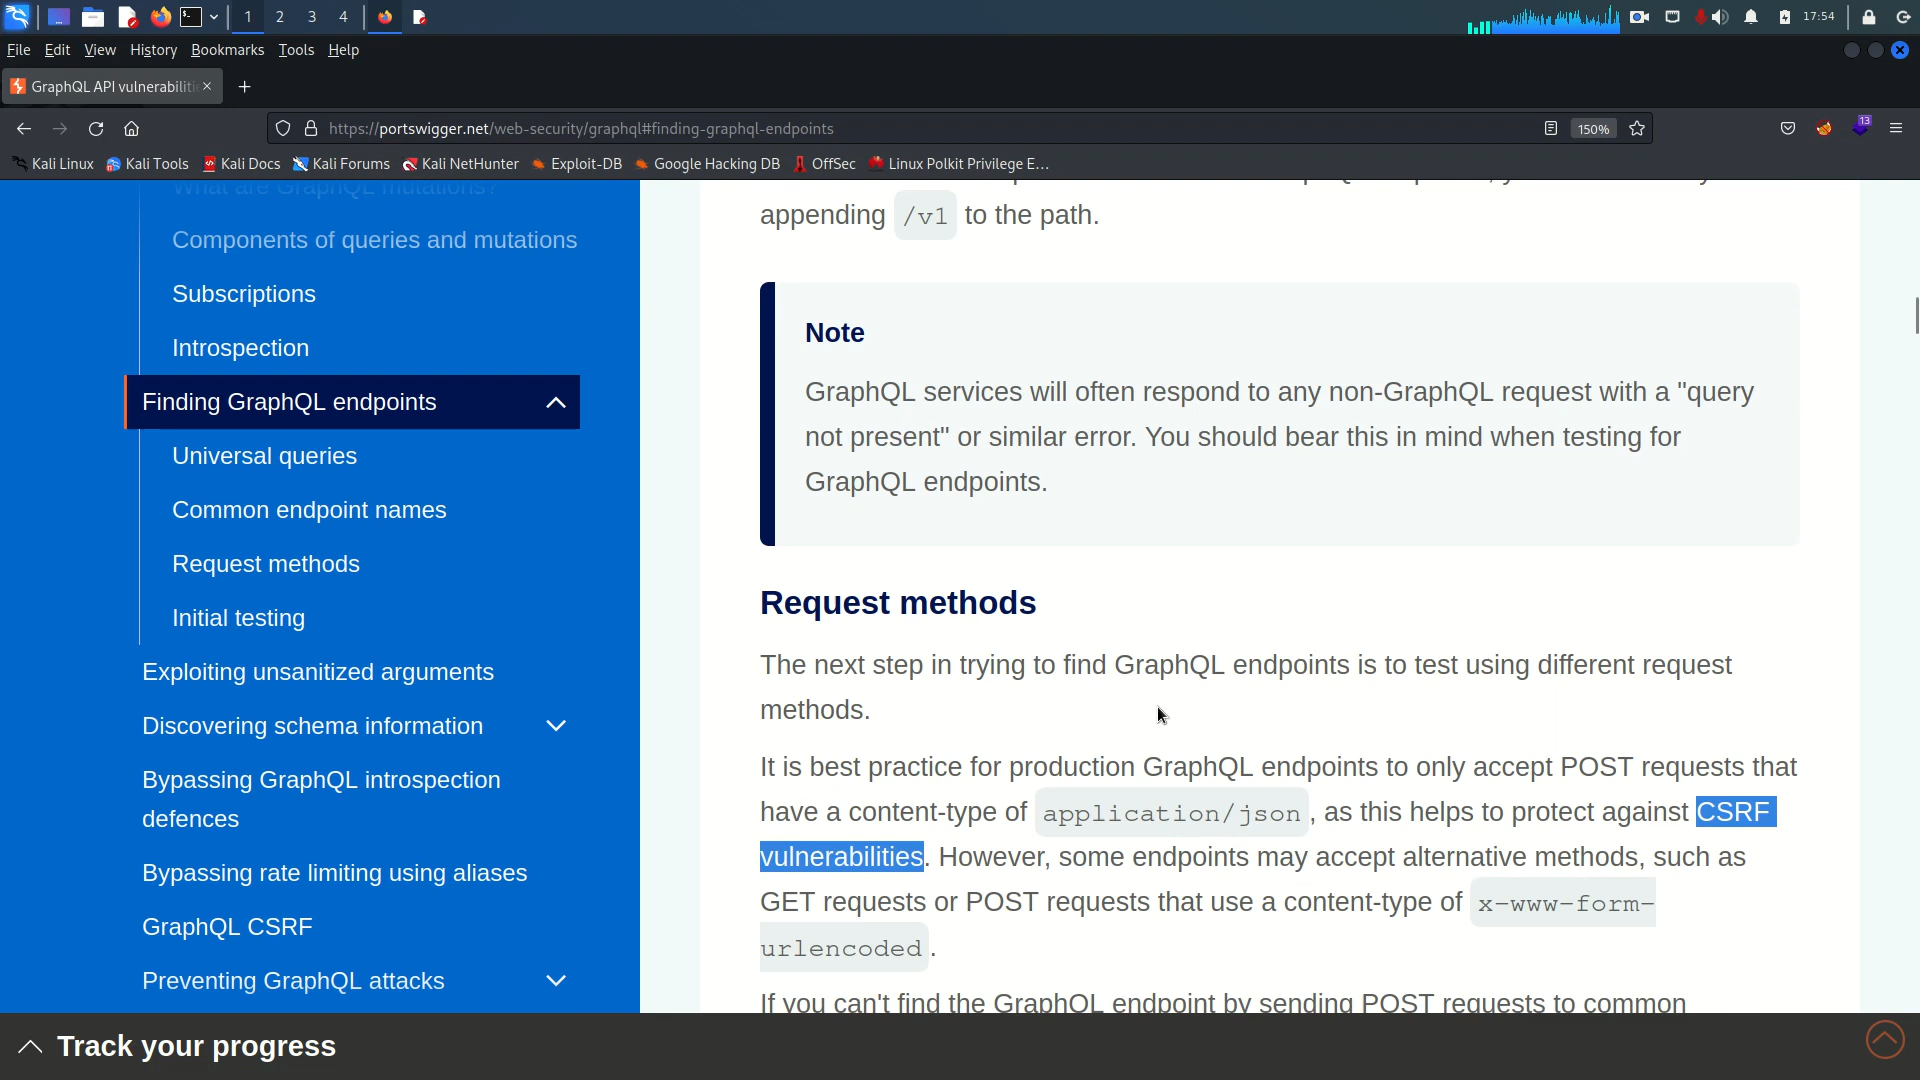 1 2 3 4
17:54
File Edit View History Bookmarks Tools Help
GraphQL API vulnerabiliti
https://portswigger.net/web-security/graphql#finding-graphql-endpoints
150%
13
Kali Linux Kali Tools Kali Docs Kali Forums Kali NetHunter Exploit-DB Google Hacking DB OffSec Linux Polkit Privilege E...
What are GraphQL mutations?
Components of queries and mutations
Subscriptions
Introspection
Finding GraphQL endpoints
Universal queries
Common endpoint names
Request methods
Initial testing
Exploiting unsanitized arguments
Discovering schema information
Bypassing GraphQL introspection
defences
Bypassing rate limiting using aliases
GraphQL CSRF
Preventing GraphQL attacks
appending /v1 to the path.
Note
GraphQL services will often respond to any non-GraphQL request with a "query
not present" or similar error. You should bear this in mind when testing for
GraphQL endpoints.
Request methods
The next step in trying to find GraphQL endpoints is to test using different request
methods.
It is best practice for production GraphQL endpoints to only accept POST requests that
have a content-type of application/json, as this helps to protect against CSRF
vulnerabilities. However, some endpoints may accept alternative methods, such as
GET requests or POST requests that use a content-type of x-www-form-
urlencoded.
If you can't find the GraphQL endpoint by sending POST requests to common
Track your progress